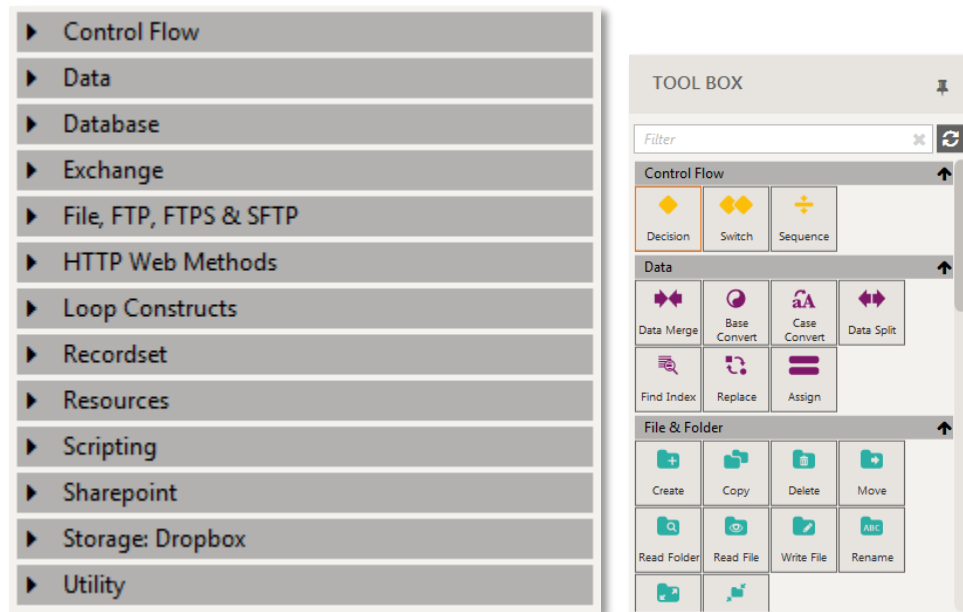 Control Flow
Data
Database
Exchange
File, FTP, FTPS & SFTP
HTTP Web Methods
Loop Constructs
Recordset
Resources
Scripting
Sharepoint
Storage: Dropbox
Utility
TOOL BOX
Filter
Control Flow
Decision Switch Sequence
Data
Data Merge Base Convert aA Case Convert Data Split
Find Index Replace Assign
File & Folder
Create Copy Delete Move
Read Folder Read File Write File ABC Rename